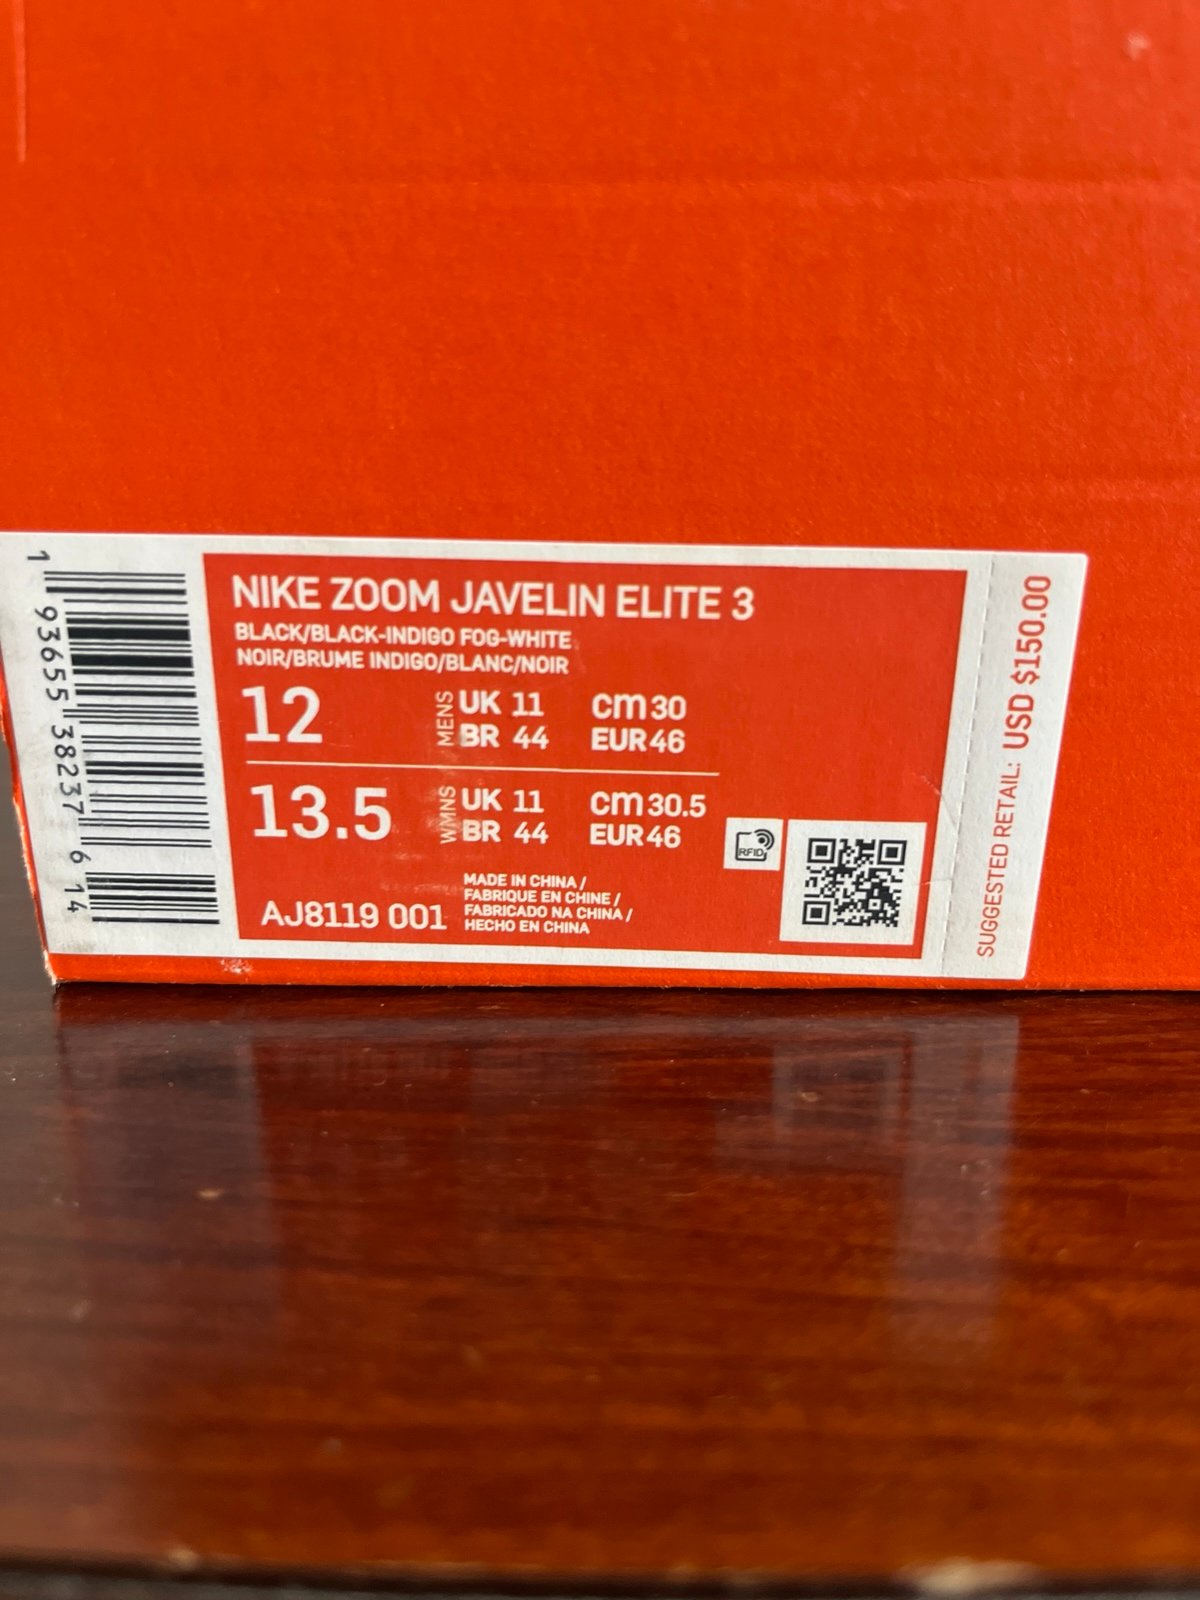 1 93655 38237 6 14
NIKE ZOOM JAVELIN ELITE 3
BLACK/BLACK-INDIGO FOG-WHITE
NOIR/BRUME INDIGO/BLANC/NOIR
12
MENS
UK 11 cm 30
BR 44 EUR 46
13.5
WMNS
UK 11 cm 30.5
BR 44 EUR 46
RFID
AJ8119 001
MADE IN CHINA /
FABRIQUE EN CHINE /
FABRICADO NA CHINA /
HECHO EN CHINA
SUGGESTED RETAIL: USD $150.00